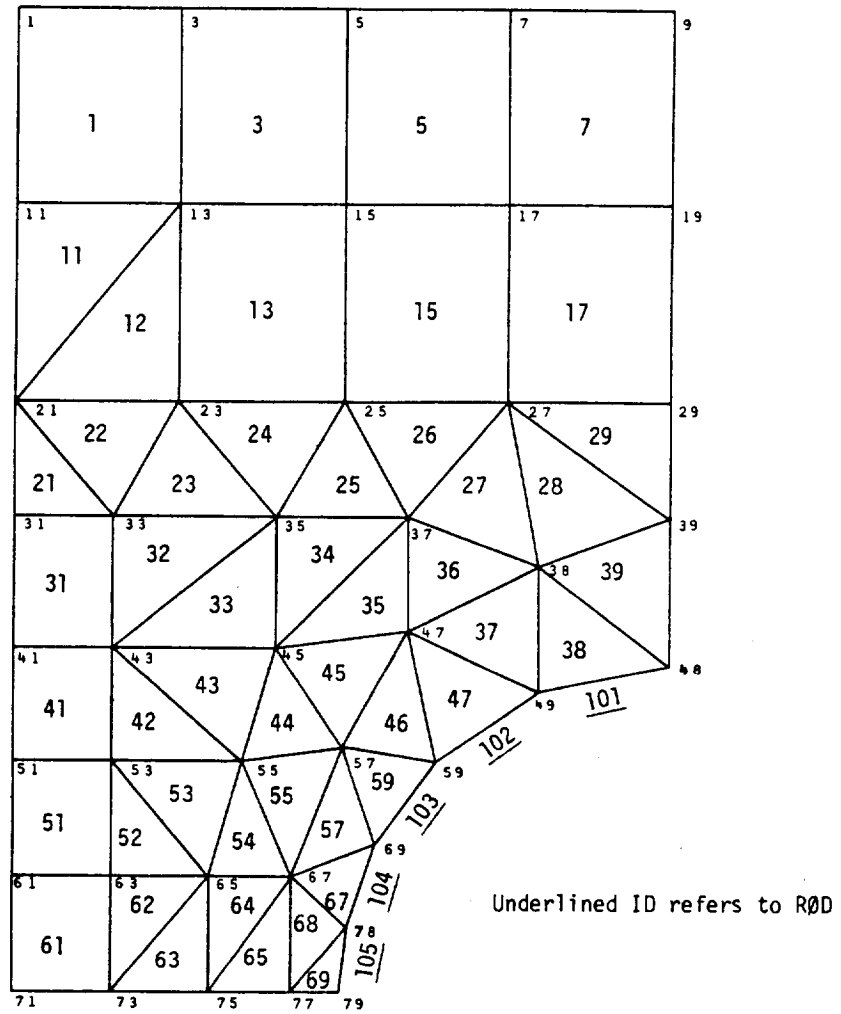 1 3 5 7 9
1 3 5 7
11 13 15 17 19
11
12 13 15 17
21 23 25 27 29
22 24 26 29
21 23 25 27 28
31 33 35 37 39
32 34 36 38 39
31 33 35
41 43 45 47 48
43 45 37 38
41 42 44 46 47 49 101
51 53 55 57 59 102
53 55 59
51 52 54 57 69 103
61 63 65 67
62 64 68 67 104
Underlined ID refers to RØD
78
61 63 65 69 105
71 73 75 77 79